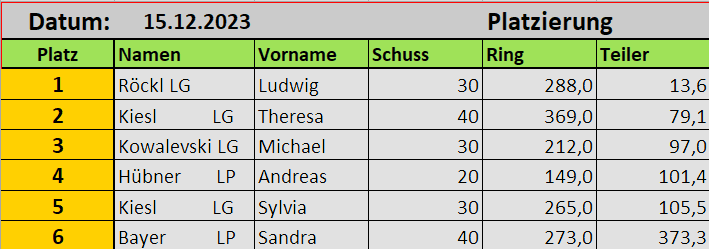 Datum: 15.12.2023 Platzierung
Platz Namen Vorname Schuss Ring Teiler
1 Röckl LG Ludwig 30 288,0 13,6
2 Kiesl LG Theresa 40 369,0 79,1
3 Kowalevski LG Michael 30 212,0 97,0
4 Hübner LP Andreas 20 149,0 101,4
5 Kiesl LG Sylvia 30 265,0 105,5
6 Bayer LP Sandra 40 273,0 373,3